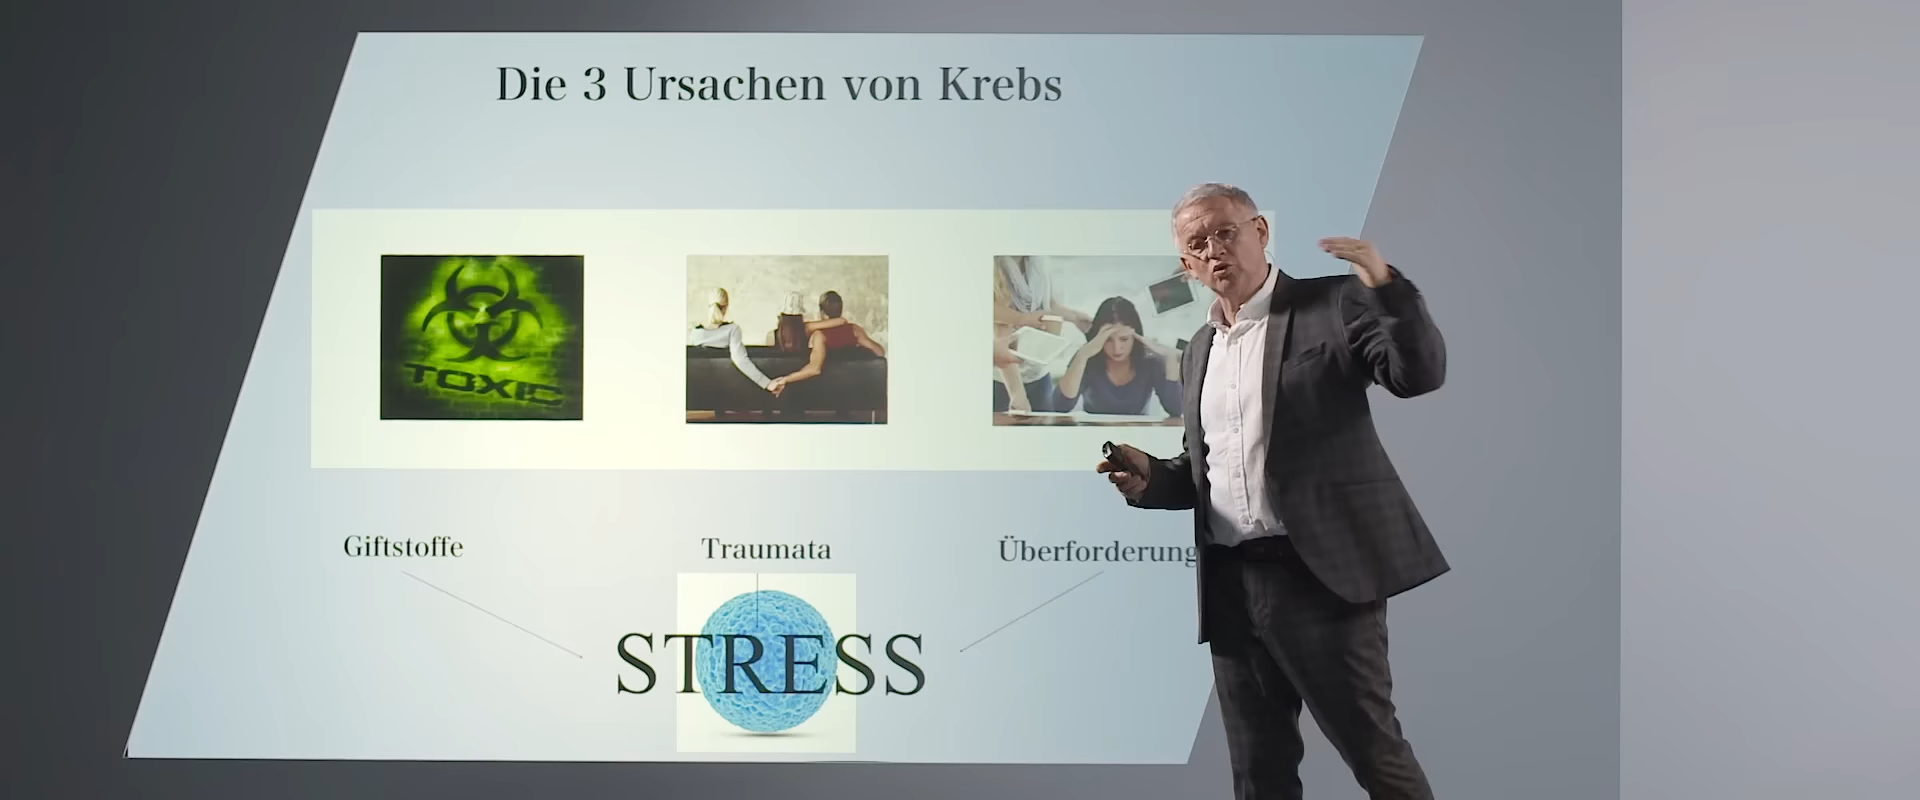 Die 3 Ursachen von Krebs
TOXIC
Giftstoffe
Traumata
Überforderung
STRESS